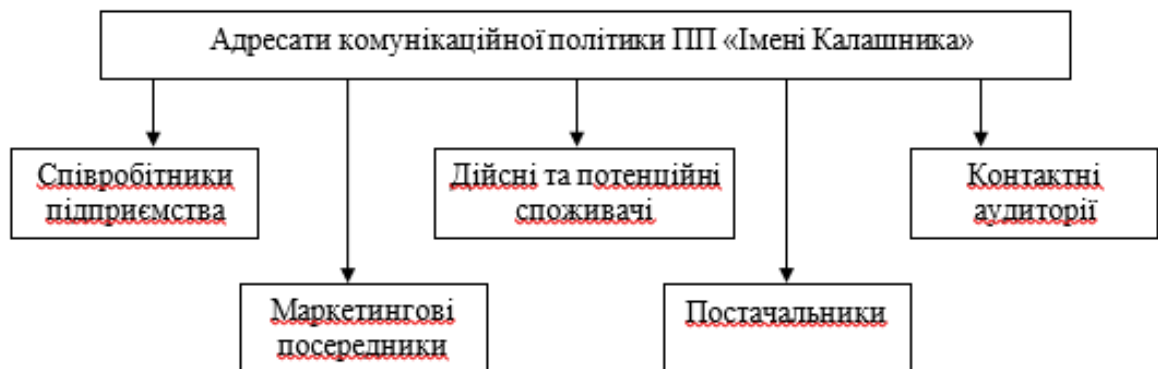 Адресати комунікаційної політики ПП «Імені Калашника»
Співробітники
підприємства
Дійсні та потенційні
споживачі
Контактні
аудиторії
Маркетингові
посередники
Постачальники